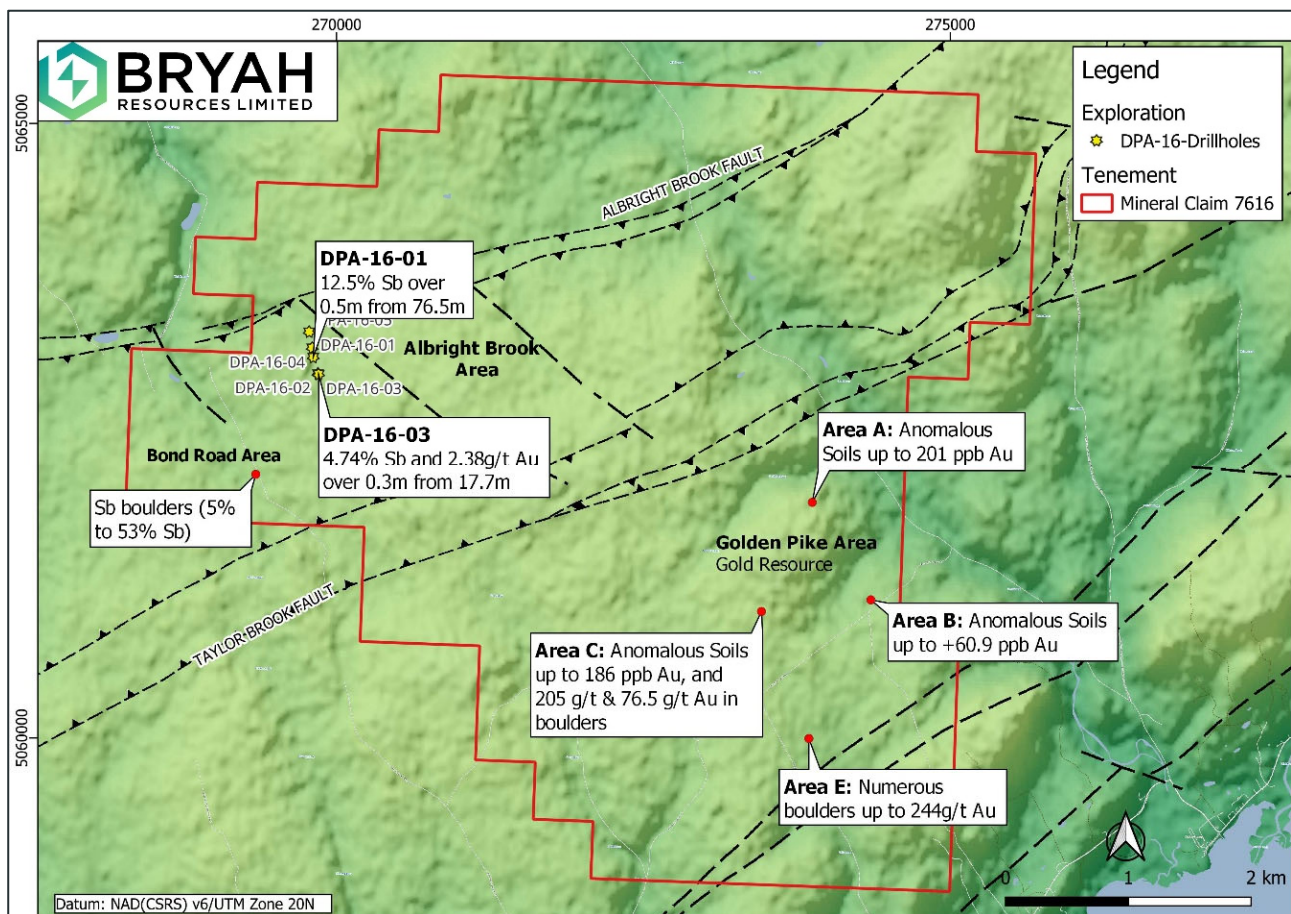 270000
275000
5065000
5060000
BRYAH
RESOURCES LIMITED
Legend
Exploration
DPA-16-Drillholes
Tenement
Mineral Claim 7616
ALBRIGHT BROOK FAULT
DPA-16-01
12.5% Sb over
0.5m from 76.5m
DPA-16-01
DPA-16-04
DPA-16-02
DPA-16-03
Albright Brook
Area
DPA-16-03
4.74% Sb and 2.38g/t Au
over 0.3m from 17.7m
Bond Road Area
Sb boulders (5%
to 53% Sb)
TAYLOR BROOK FAULT
Area A: Anomalous
Soils up to 201 ppb Au
Golden Pike Area
Gold Resource
Area B: Anomalous Soils
up to +60.9 ppb Au
Area C: Anomalous Soils
up to 186 ppb Au, and
205 g/t & 76.5 g/t Au in
boulders
Area E: Numerous
boulders up to 244g/t Au
0 1 2 km
Datum: NAD(CSRS) v6/UTM Zone 20N